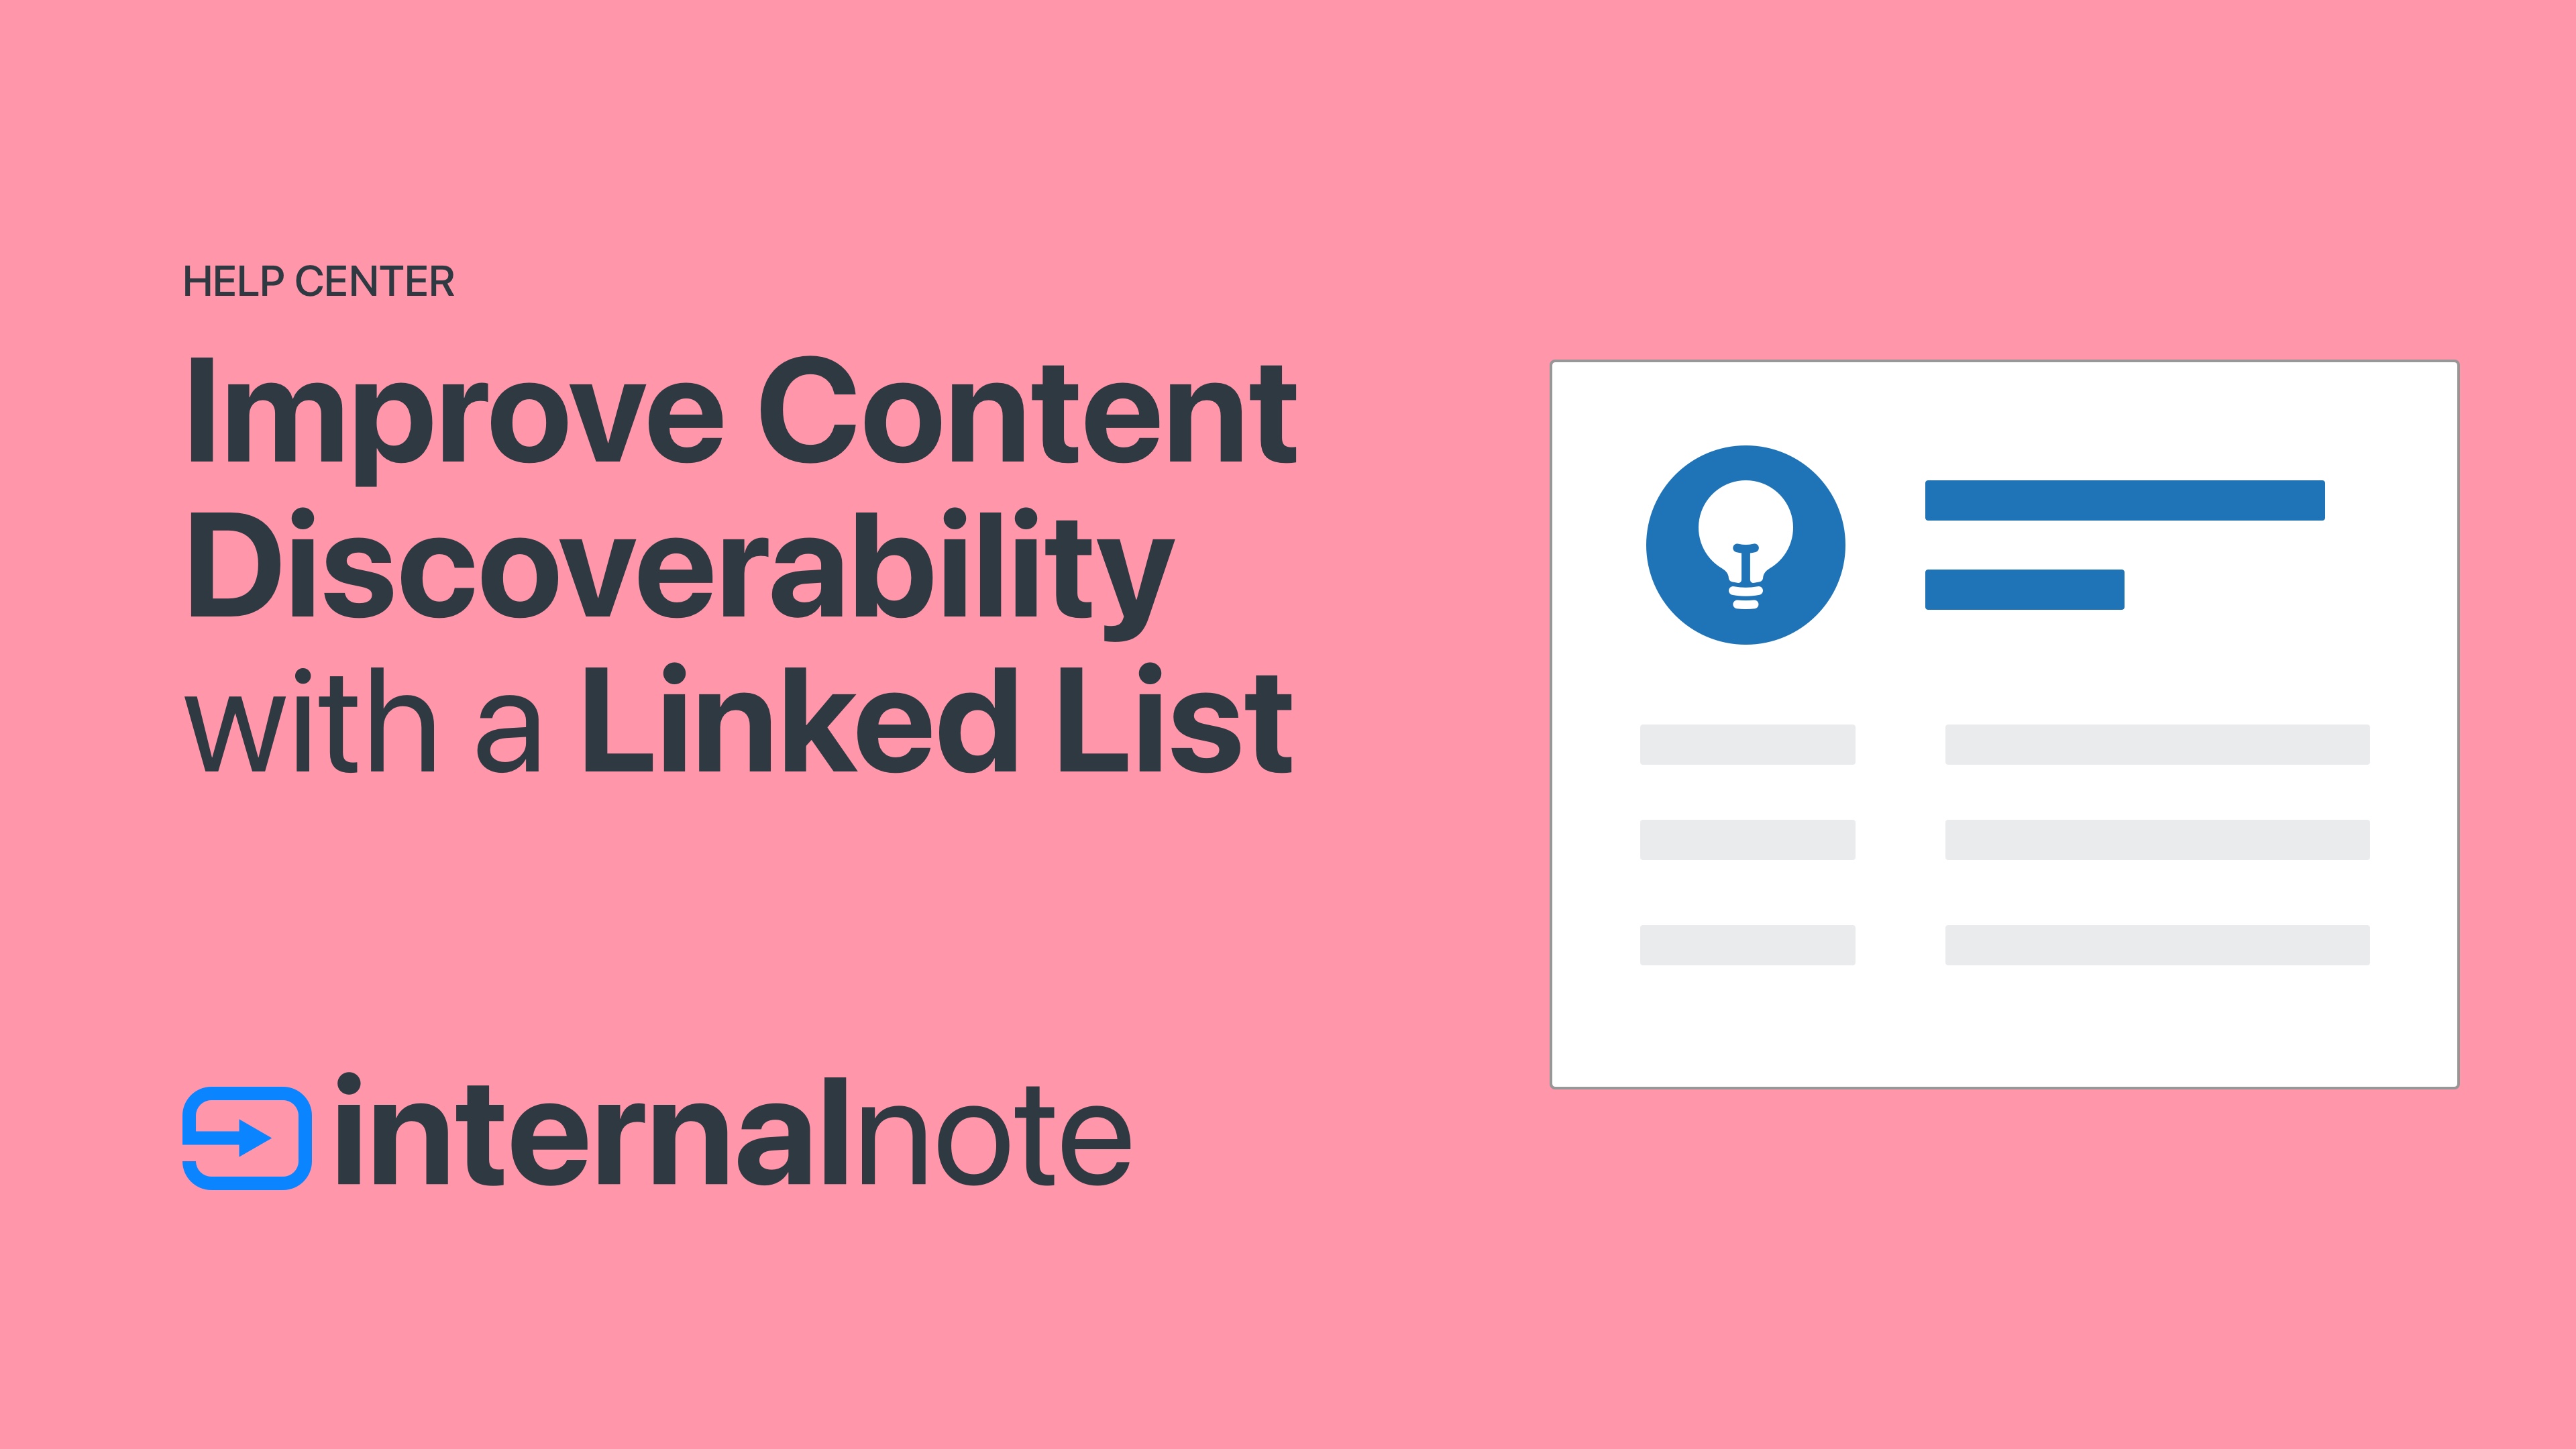 HELP CENTER
Improve Content
Discoverability
with a Linked List
internalnote